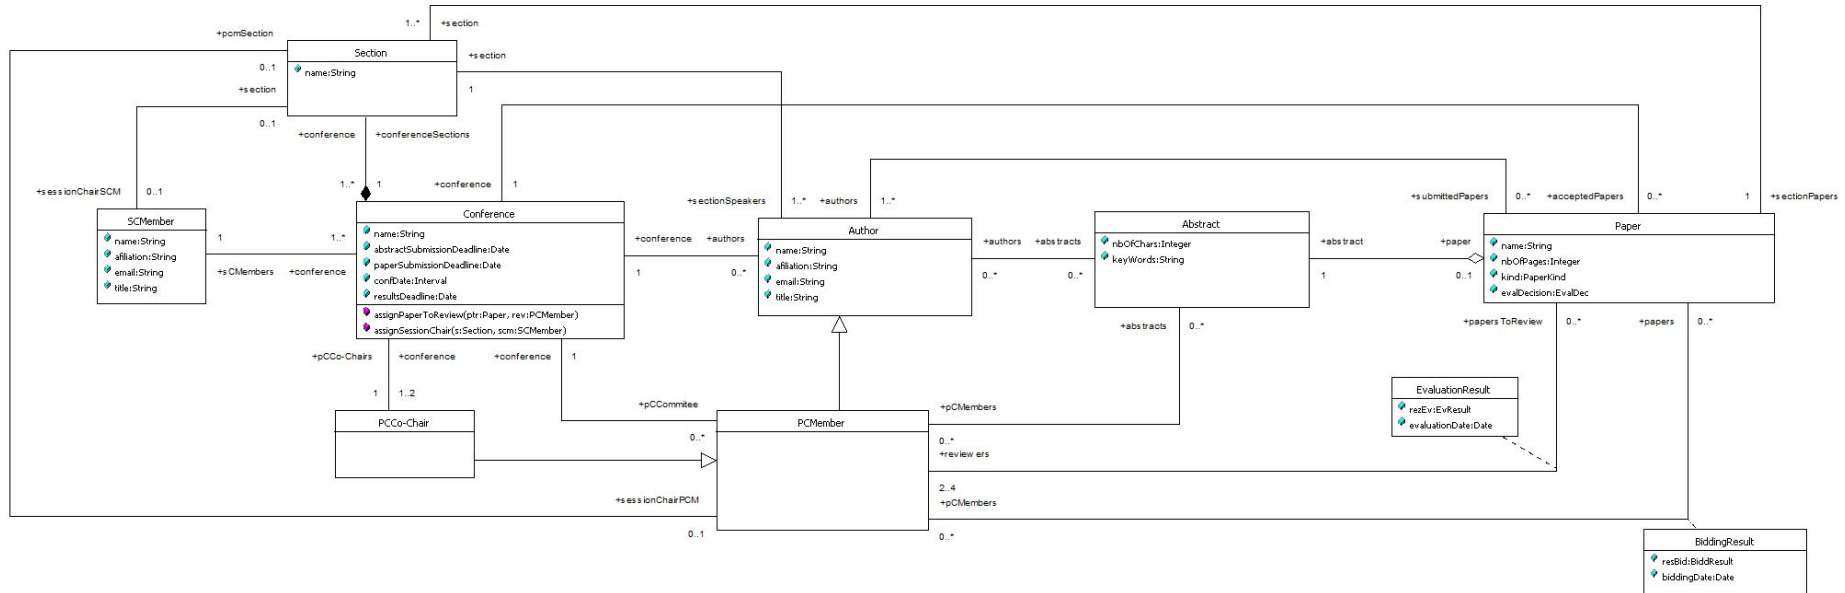 1..* +section
+pcmSection
Section
+section
0..1
name:String
+section
1
0..1
+conference +conferenceSections
+sessionChairSCM 0..1
1..* 1
+conference 1
+sectionSpeakers 1..* +authors 1..*
+submittedPapers 0..* +acceptedPapers 0..* 1 +sectionPapers
SCMember
name:String
afiliation:String
email:String
title:String
1 1..*
+sCMembers +conference
Conference
name:String
abstractSubmissionDeadline:Date
paperSubmissionDeadline:Date
confDate:Interval
resultsDeadline:Date
assignPaperToReview(ptr:Paper, rev:PCMember)
assignSessionChair(s:Section, scm:SCMember)
+conference +authors
1 0..*
Author
name:String
afiliation:String
email:String
title:String
+authors +abstracts
0..* 0..*
Abstract
nbOfChars:Integer
keyWords:String
+abstract +paper
1 0..1
Paper
name:String
nbOfPages:Integer
kind:PaperKind
evalDecision:EvalDec
+pCCo-Chairs +conference
1 1..2
+conference 1
+abstracts 0..*
+papersToReview 0..* +papers 0..*
PCCo-Chair
+pCCommitee
0..*
PCMember
+pCMembers
0..*
+reviewers
2..4
+pCMembers
0..*
+sessionChairPCM
0..1
EvaluationResult
rezEv:EvResult
evaluationDate:Date
BiddingResult
resBid:BiddResult
biddingDate:Date